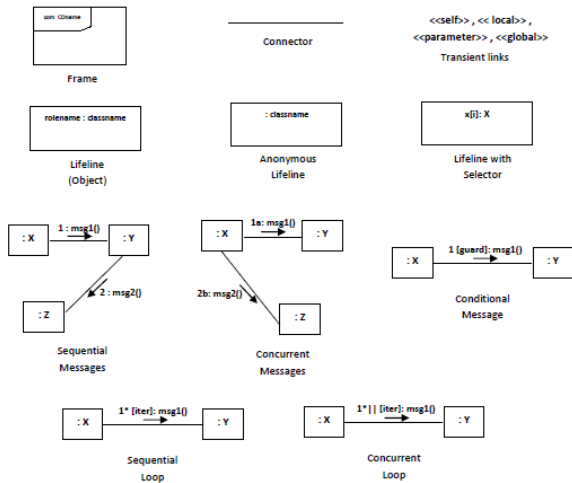 com CDname
Frame
Connector
<<self>> , << local>> ,
<<parameter>> , <<global>>
Transient links
rolename : classname
Lifeline
(Object)
: classname
Anonymous
Lifeline
x[i]: X
Lifeline with
Selector
: X
1 : msg1()
: Y
2 : msg2()
: Z
Sequential
Messages
: X
1a: msg1()
: Y
2b: msg2()
: Z
Concurrent
Messages
: X
1 [guard]: msg1()
: Y
Conditional
Message
: X
1* [iter]: msg1()
: Y
Sequential
Loop
: X
1*|| [iter]: msg1()
: Y
Concurrent
Loop